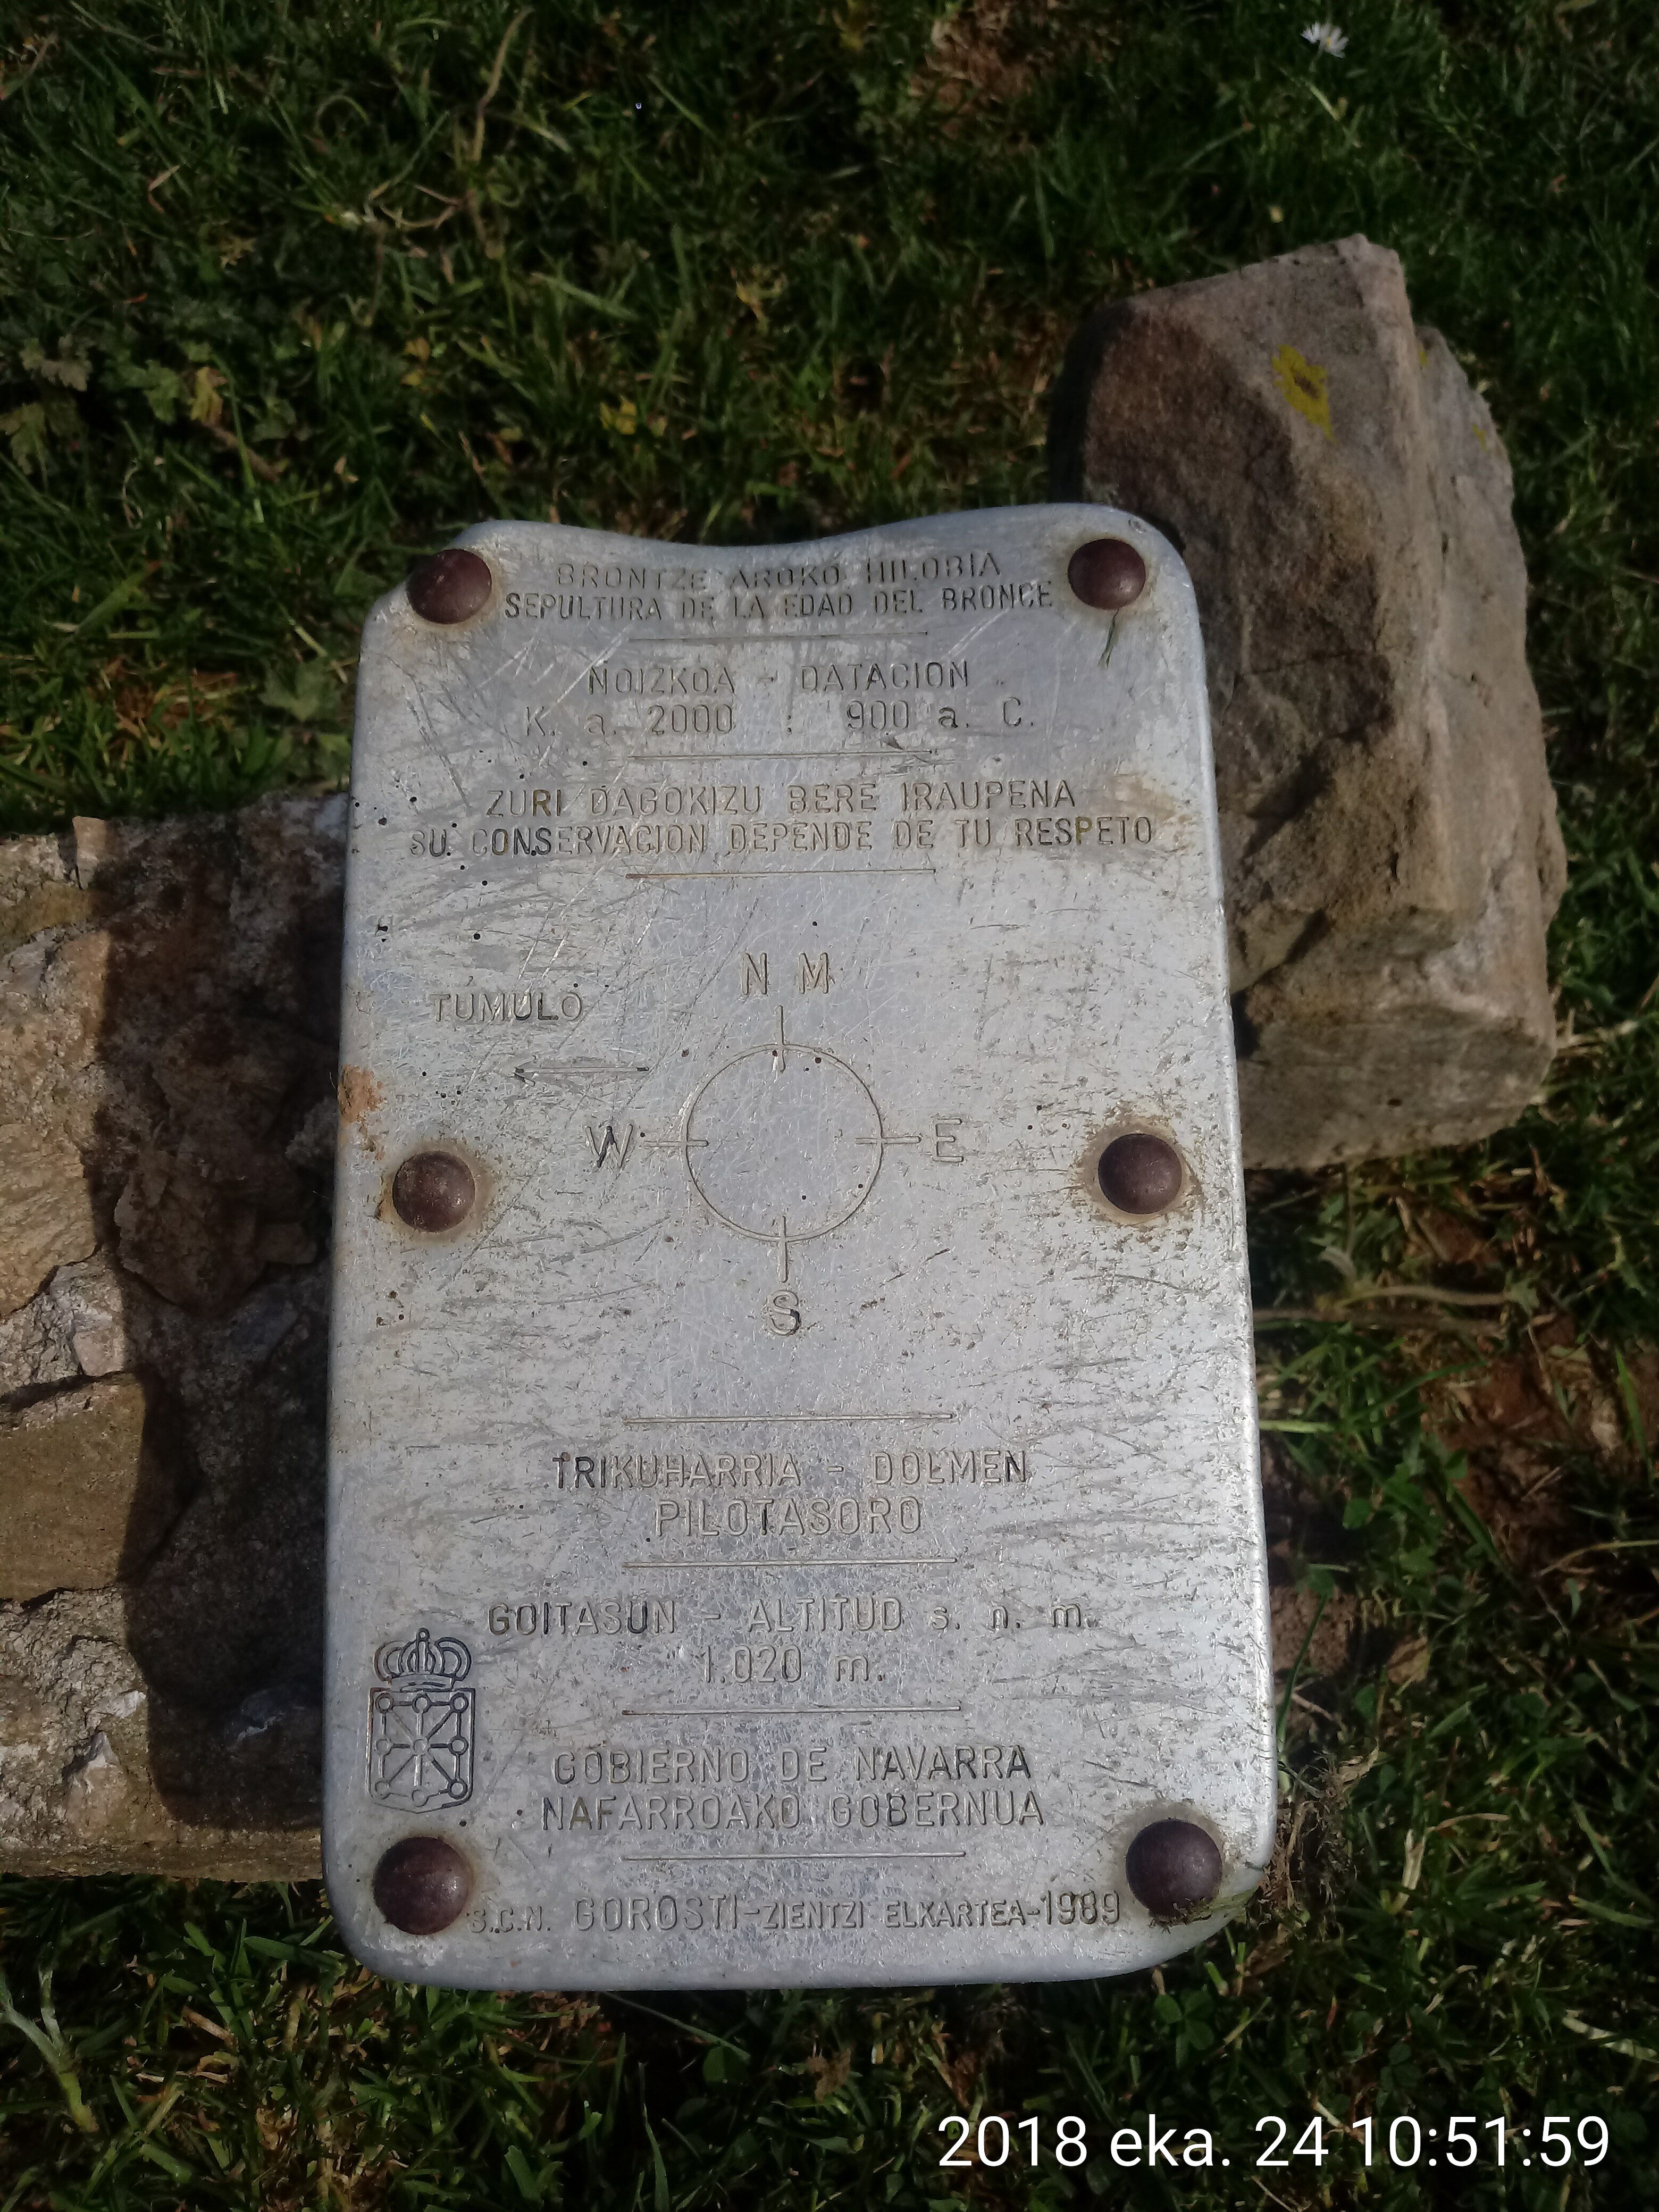 BRONTZE AROKO HILOBIA
SEPULTURA DE LA EDAD DEL BRONCE
NOIZKOA - DATACION
K. a. 2000 : 900 a. C.
ZURI DAGOKIZU BERE IRAUPENA
SU CONSERVACION DEPENDE DE TU RESPETO
N M
TUMULO
W E
S
TRIKUHARRIA - DOLMEN
PILOTASORO
GOITASUN - ALTITUD s. n. m.
1.020 m.
GOBIERNO DE NAVARRA
NAFARROAKO GOBERNUA
S.C.N. GOROSTI-ZIENTZI ELKARTEA-1989
2018 eka. 24 10:51:59